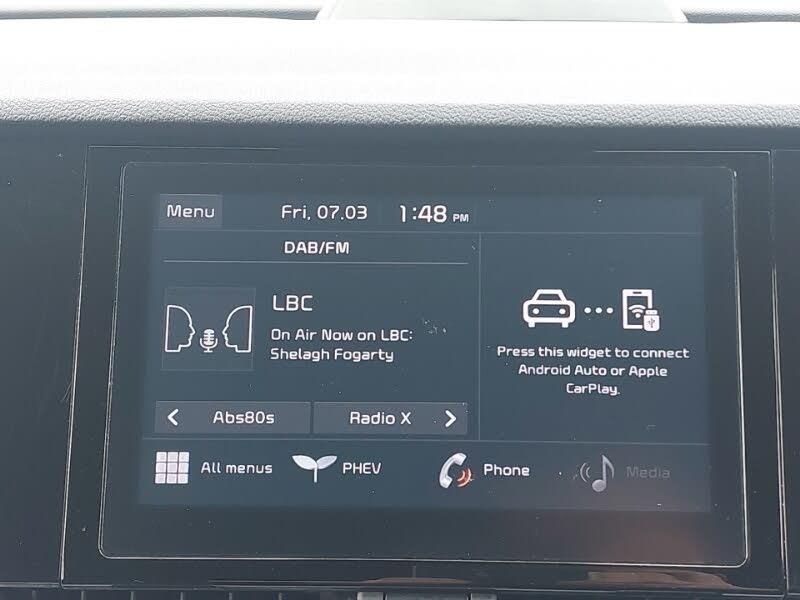 Menu
Fri, 07.03
1:48 PM
DAB/FM
LBC
On Air Now on LBC:
Shelagh Fogarty
Abs80s
Radio X
Press this widget to connect
Android Auto or Apple
CarPlay.
All menus
PHEV
Phone
Media